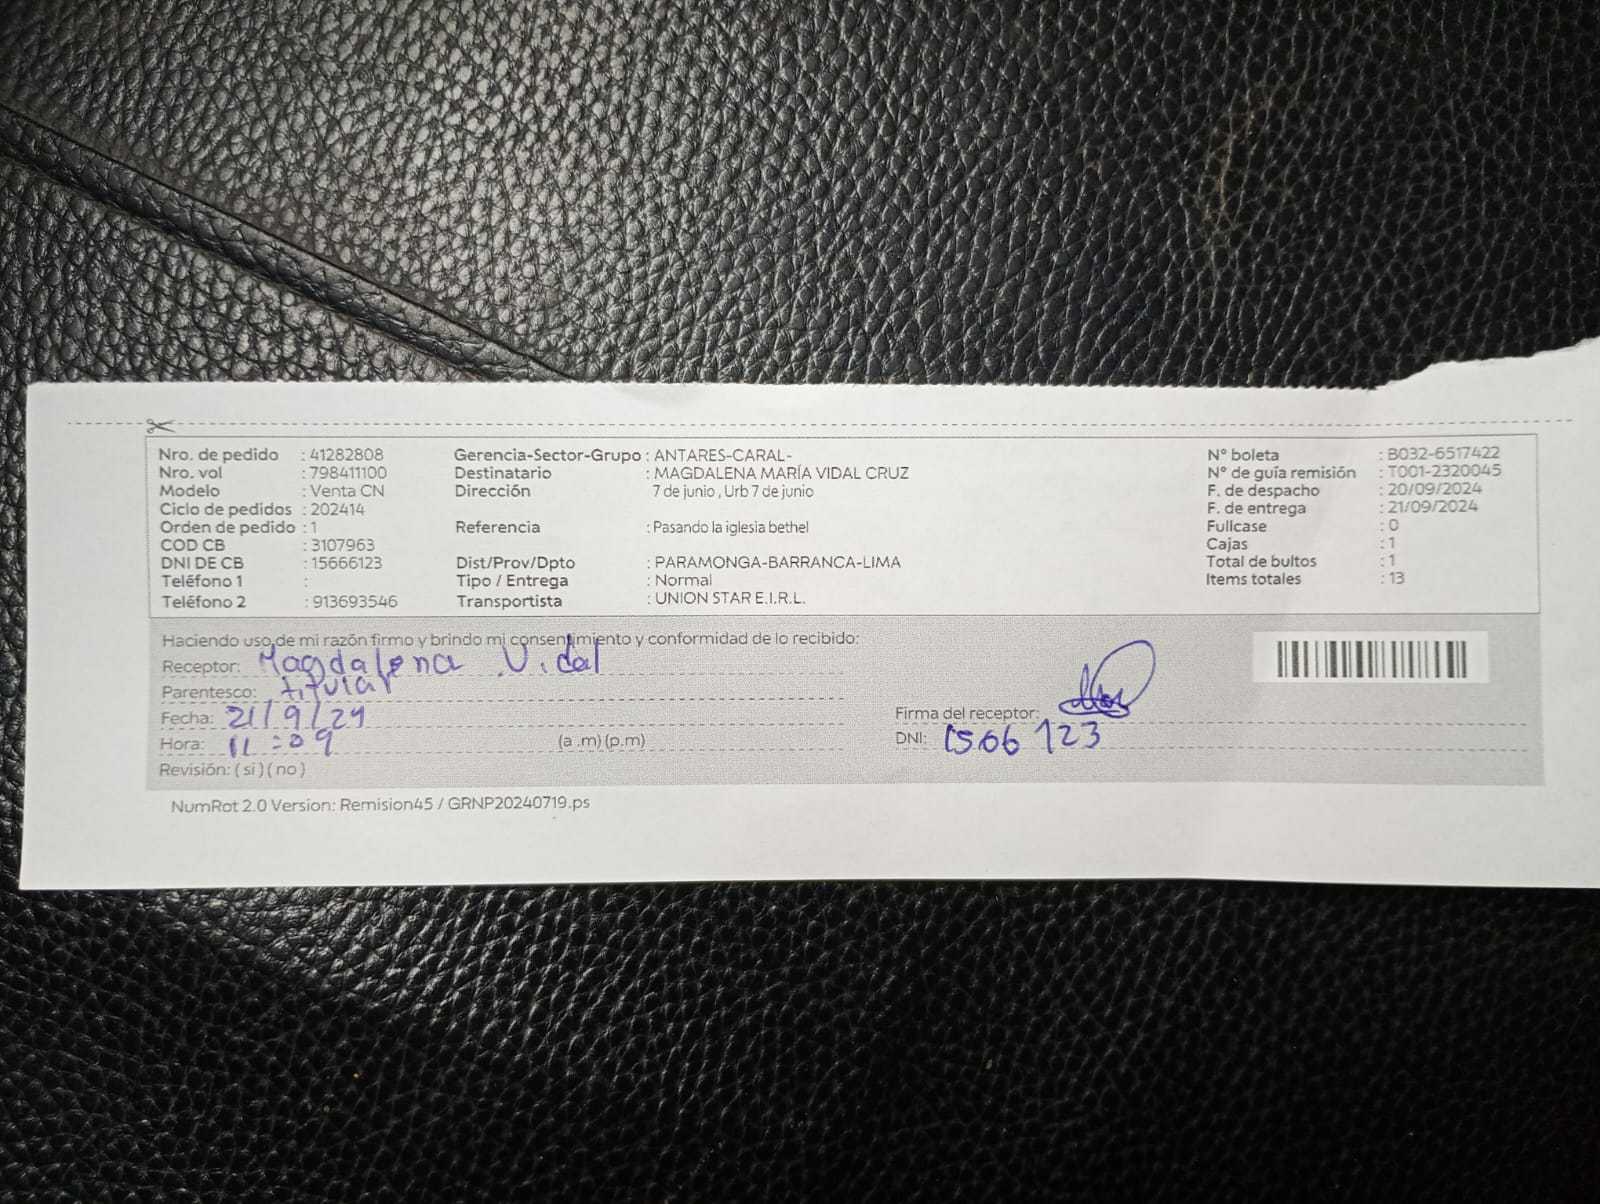 Nro. de pedido : 41282808
Nro. vol : 798411100
Modelo : Venta CN
Ciclo de pedidos : 202414
Orden de pedido : 1
COD CB : 3107963
DNI DE CB : 15666123
Teléfono 1 :
Teléfono 2 : 913693546
Gerencia-Sector-Grupo : ANTARES-CARAL-
Destinatario : MAGDALENA MARÍA VIDAL CRUZ
Dirección 7 de junio , Urb 7 de junio
Referencia : Pasando la iglesia bethel
Dist/Prov/Dpto : PARAMONGA-BARRANCA-LIMA
Tipo / Entrega : Normal
Transportista : UNION STAR E.I.R.L.
N° boleta : B032-6517422
N° de guía remisión : T001-2320045
F. de despacho : 20/09/2024
F. de entrega : 21/09/2024
Fullcase : 0
Cajas : 1
Total de bultos : 1
Items totales : 13
Haciendo uso de mi razón firmo y brindo mi consentimiento y conformidad de lo recibido:
Receptor: Magdalena Vidal
Parentesco: titular
Fecha: 21/9/24
Hora: 11:09 (a .m) (p.m)
Revisión: ( si ) ( no )
Firma del receptor:
DNI: 1566 123
NumRot 2.0 Version: Remision45 / GRNP20240719.ps